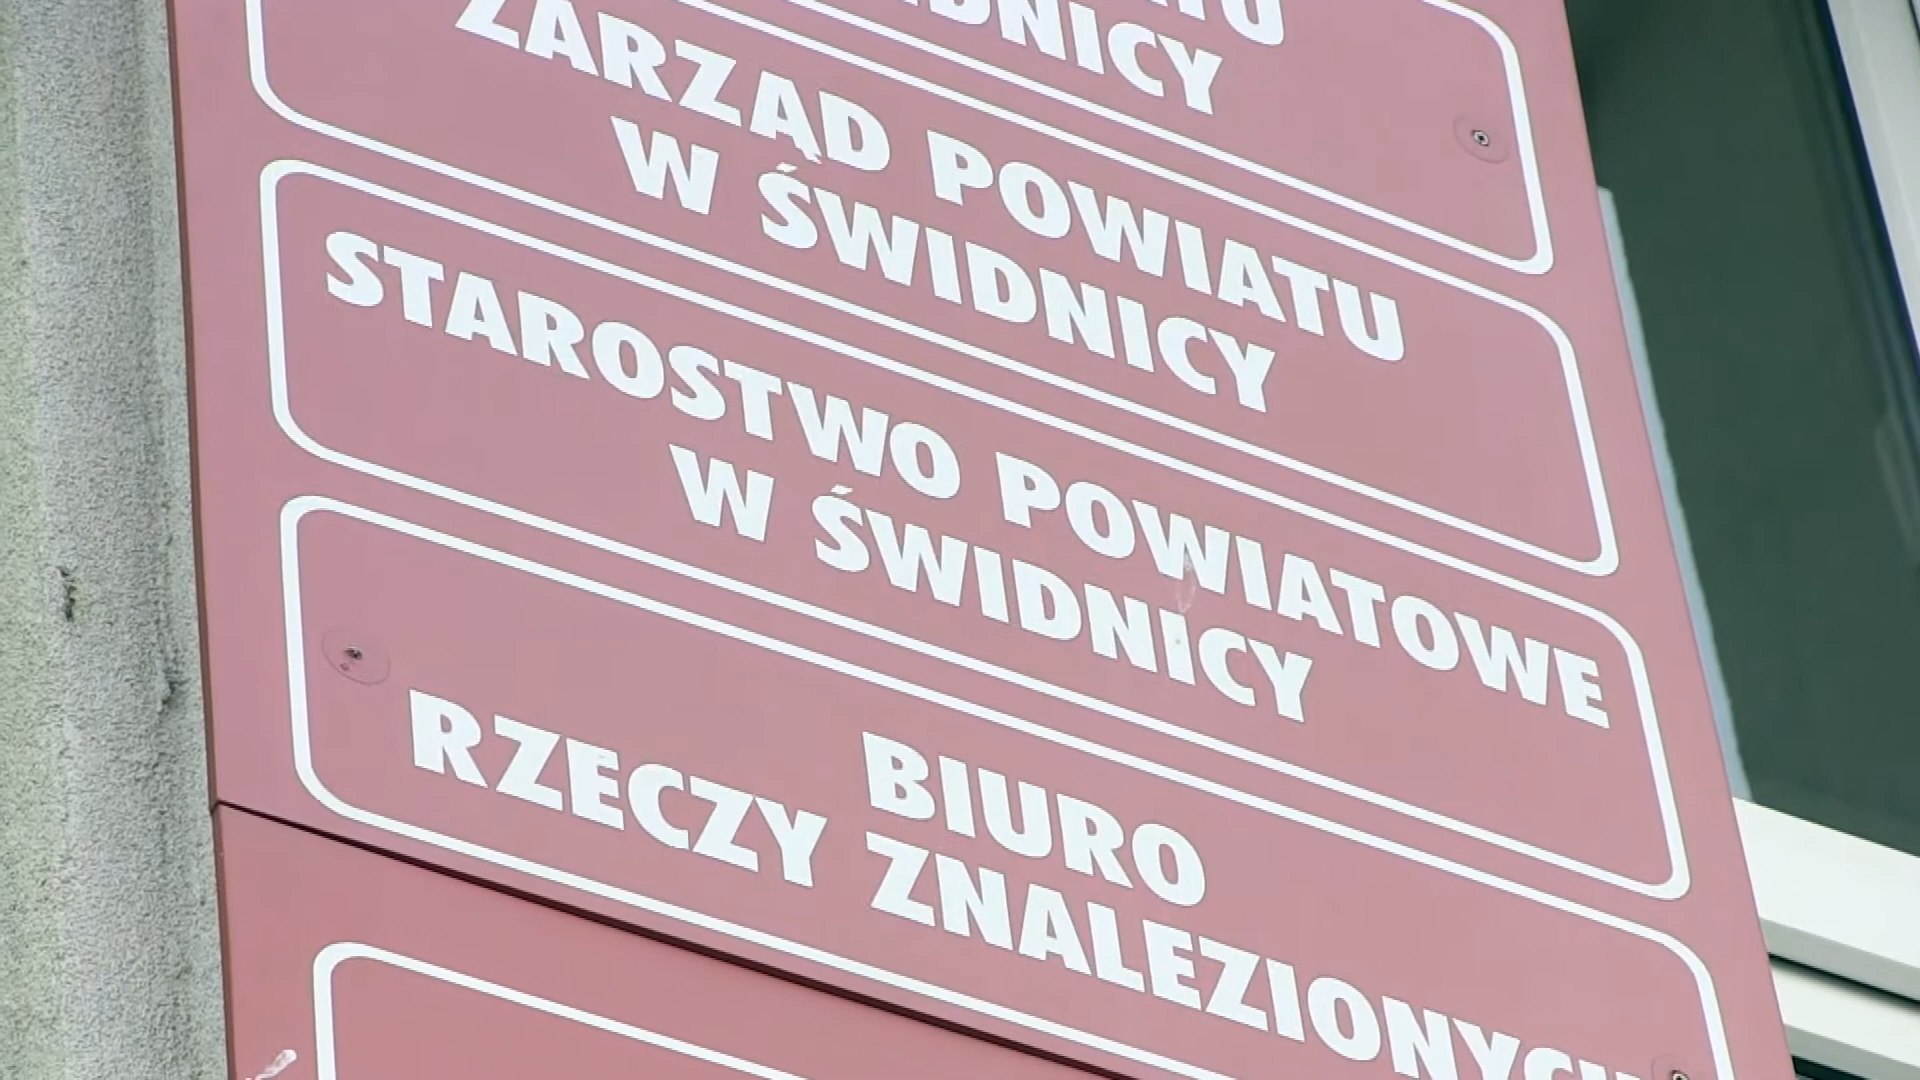 ZARZĄD POWIATU
W ŚWIDNICY
STAROSTWO POWIATOWE
W ŚWIDNICY
BIURO
RZECZY ZNALEZIONYCH